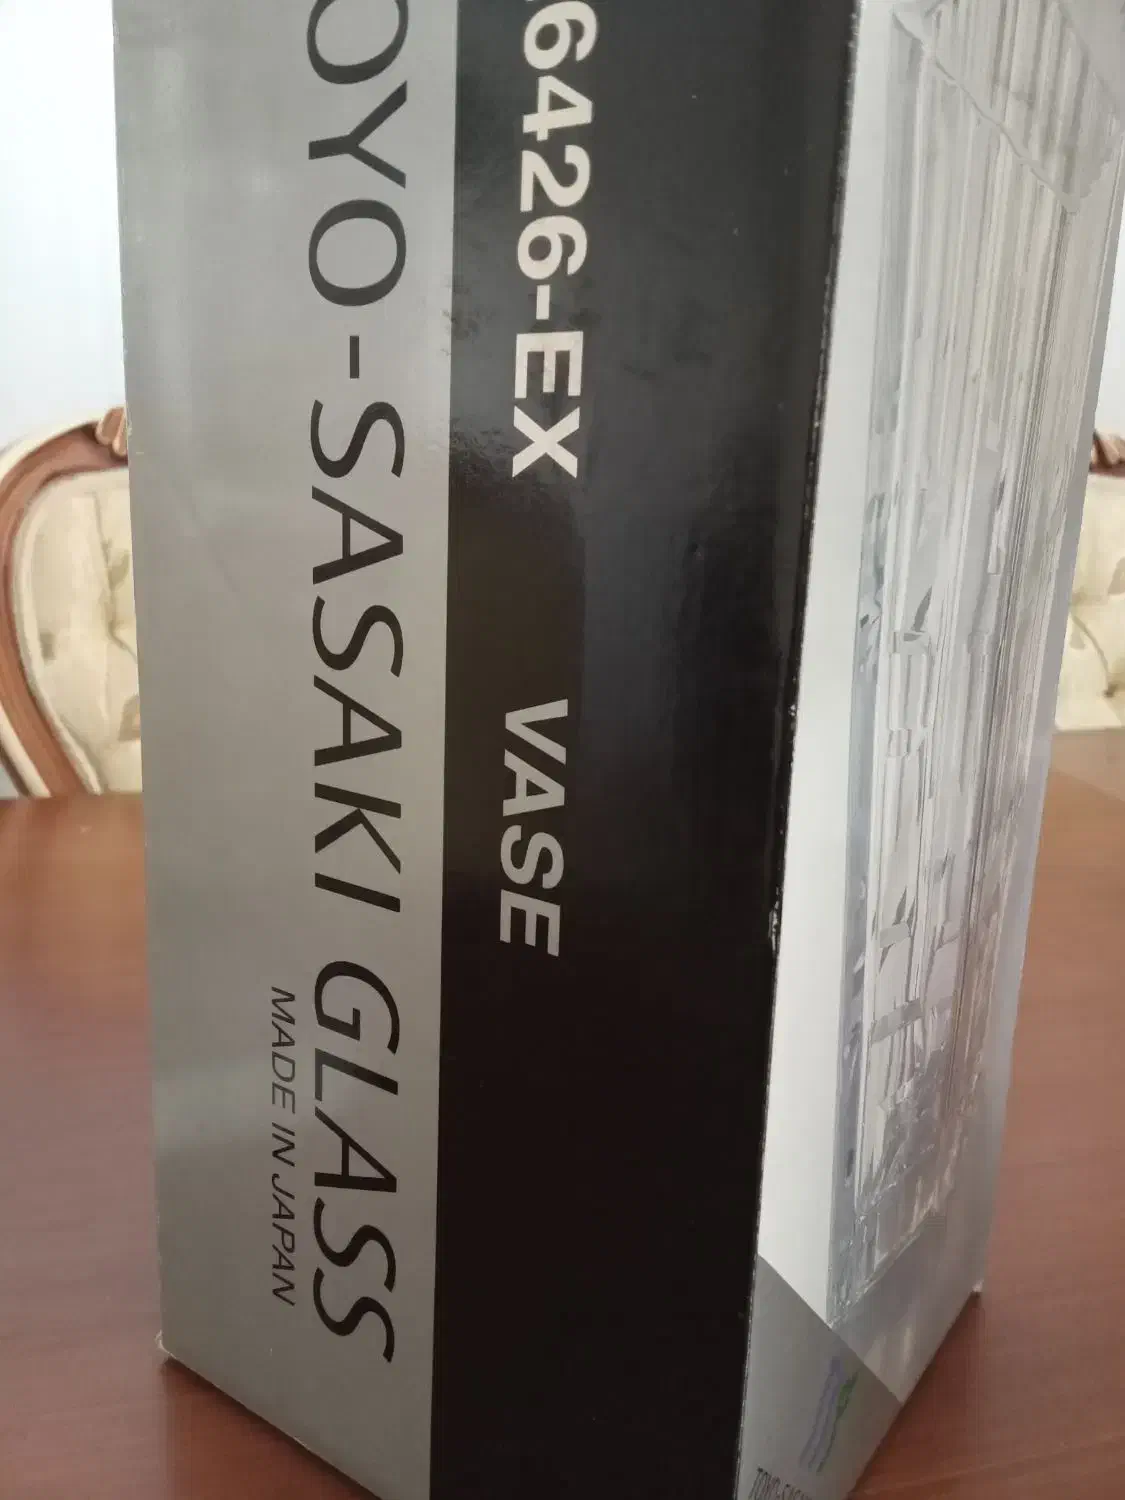 6426-EX VASE
OYO-SASAKI GLASS
MADE IN JAPAN